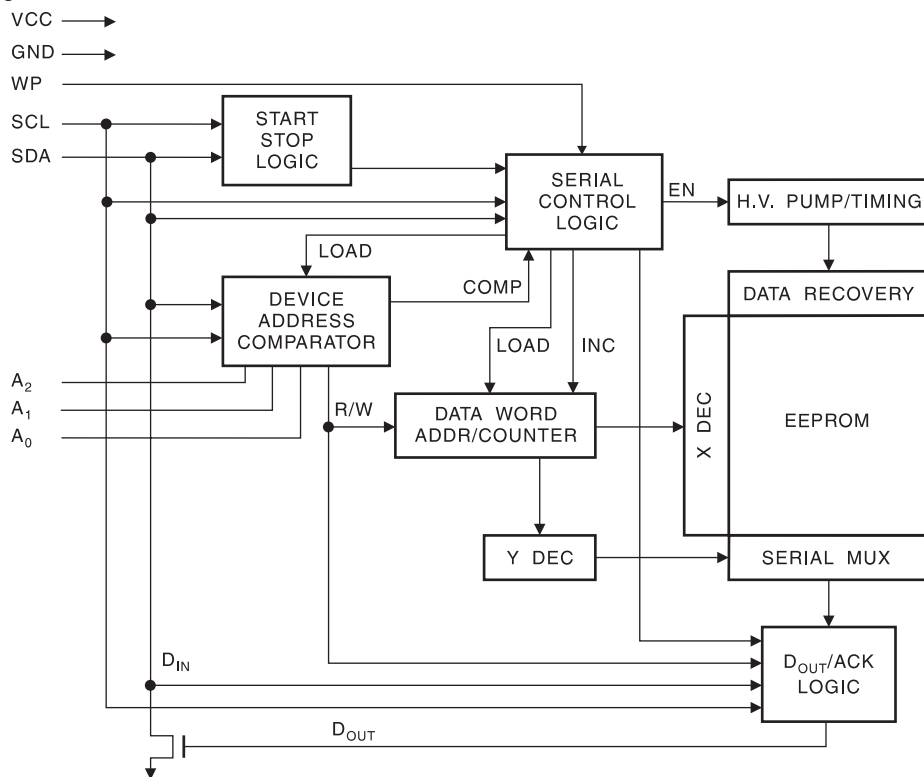 VCC
GND
WP
SCL
SDA
START
STOP
LOGIC
SERIAL
CONTROL
LOGIC
EN
H.V. PUMP/TIMING
LOAD
COMP
DATA RECOVERY
DEVICE
ADDRESS
COMPARATOR
LOAD
INC
A2
A1
A0
R/W
DATA WORD
ADDR/COUNTER
X DEC
EEPROM
Y DEC
SERIAL MUX
DIN
DOUT/ACK
LOGIC
DOUT